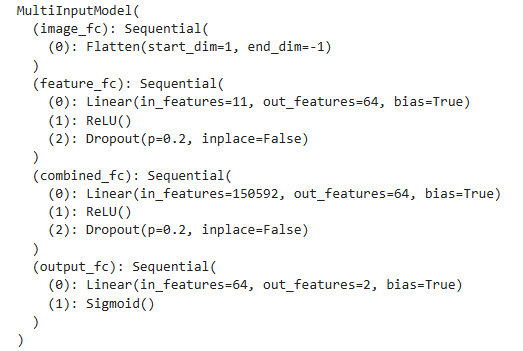 MultiInputModel(
  (image_fc): Sequential(
    (0): Flatten(start_dim=1, end_dim=-1)
  )
  (feature_fc): Sequential(
    (0): Linear(in_features=11, out_features=64, bias=True)
    (1): ReLU()
    (2): Dropout(p=0.2, inplace=False)
  )
  (combined_fc): Sequential(
    (0): Linear(in_features=150592, out_features=64, bias=True)
    (1): ReLU()
    (2): Dropout(p=0.2, inplace=False)
  )
  (output_fc): Sequential(
    (0): Linear(in_features=64, out_features=2, bias=True)
    (1): Sigmoid()
  )
)